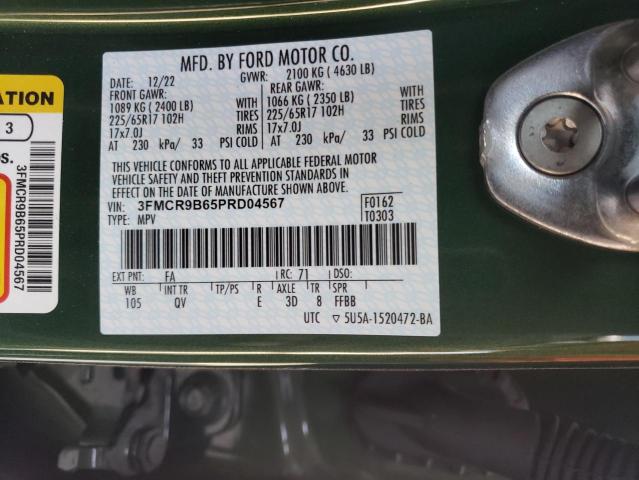 MFD. BY FORD MOTOR CO.
DATE: 12/22 GVWR: 2100 KG ( 4630 LB)
FRONT GAWR: REAR GAWR:
1089 KG ( 2400 LB) WITH 1066 KG ( 2350 LB) WITH
225/65R17 102H TIRES 225/65R17 102H TIRES
17x7.0J RIMS 17x7.0J RIMS
AT 230 kPa/ 33 PSI COLD AT 230 kPa/ 33 PSI COLD
THIS VEHICLE CONFORMS TO ALL APPLICABLE FEDERAL MOTOR
VEHICLE SAFETY AND THEFT PREVENTION STANDARDS
IN EFFECT ON THE DATE OF MANUFACTURE SHOWN ABOVE.
VIN: 3FMCR9B65PRD04567 F0162
TYPE: MPV T0303
EXT PNT: FA RC: 71 DSO:
WB INT TR TP/PS R AXLE TR SPR
105 QV E 3D 8 FFBB
UTC ▽ 5U5A-1520472-BA
ATION
3
3FMCR9B65PRD04567